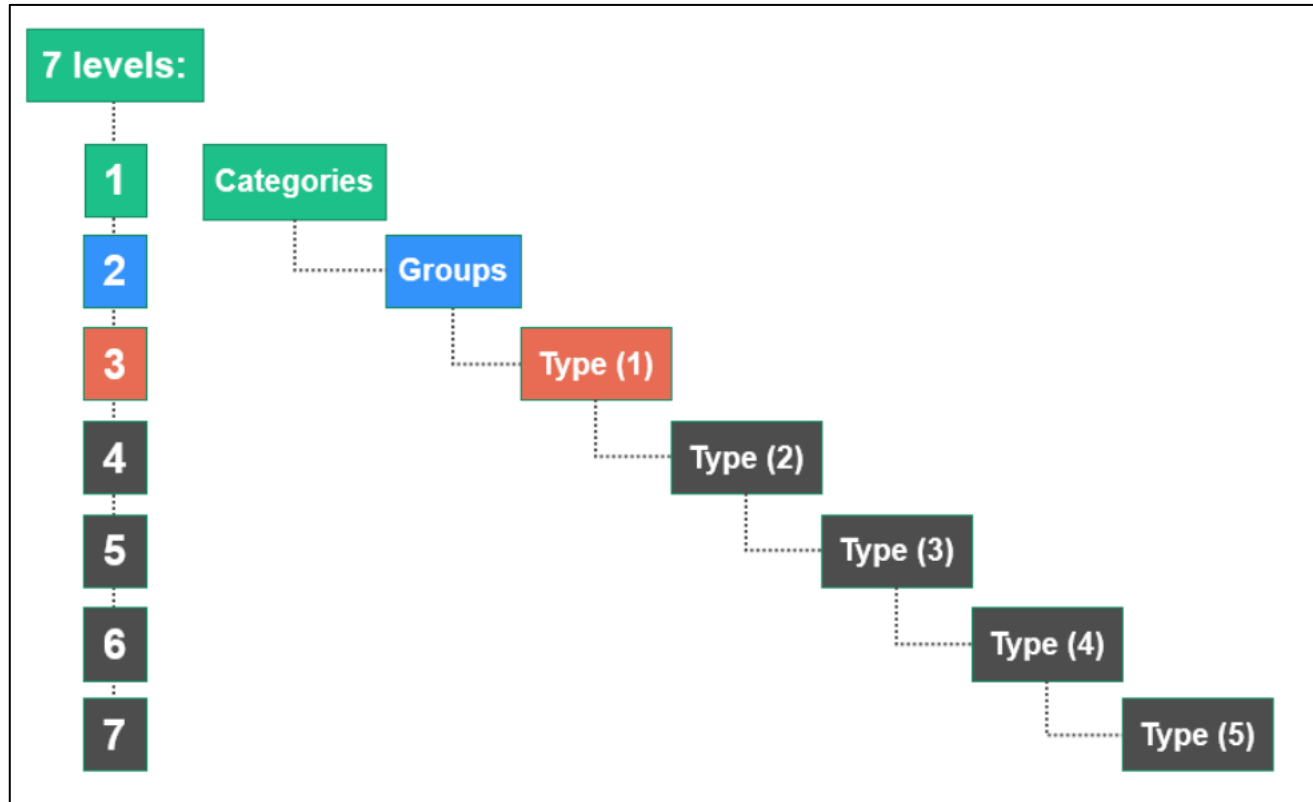 7 levels:
1
Categories
2
Groups
3
Type (1)
4
Type (2)
5
Type (3)
6
Type (4)
7
Type (5)